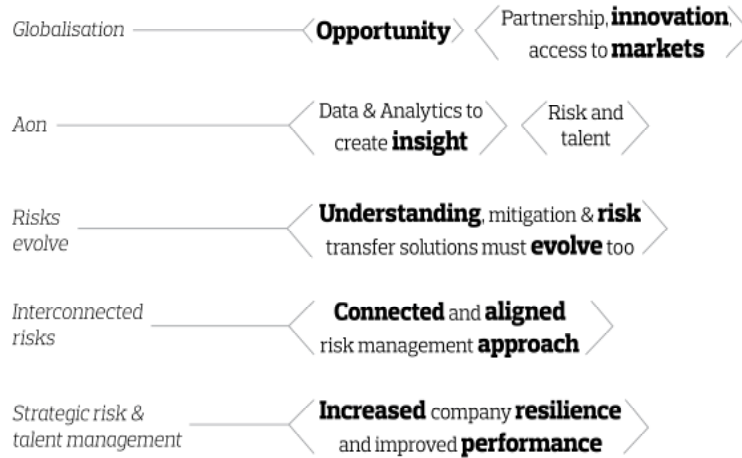 Globalisation
Opportunity
Partnership, innovation,
access to markets
Aon
Data & Analytics to
create insight
Risk and
talent
Risks
evolve
Understanding, mitigation & risk
transfer solutions must evolve too
Interconnected
risks
Connected and aligned
risk management approach
Strategic risk &
talent management
Increased company resilience
and improved performance